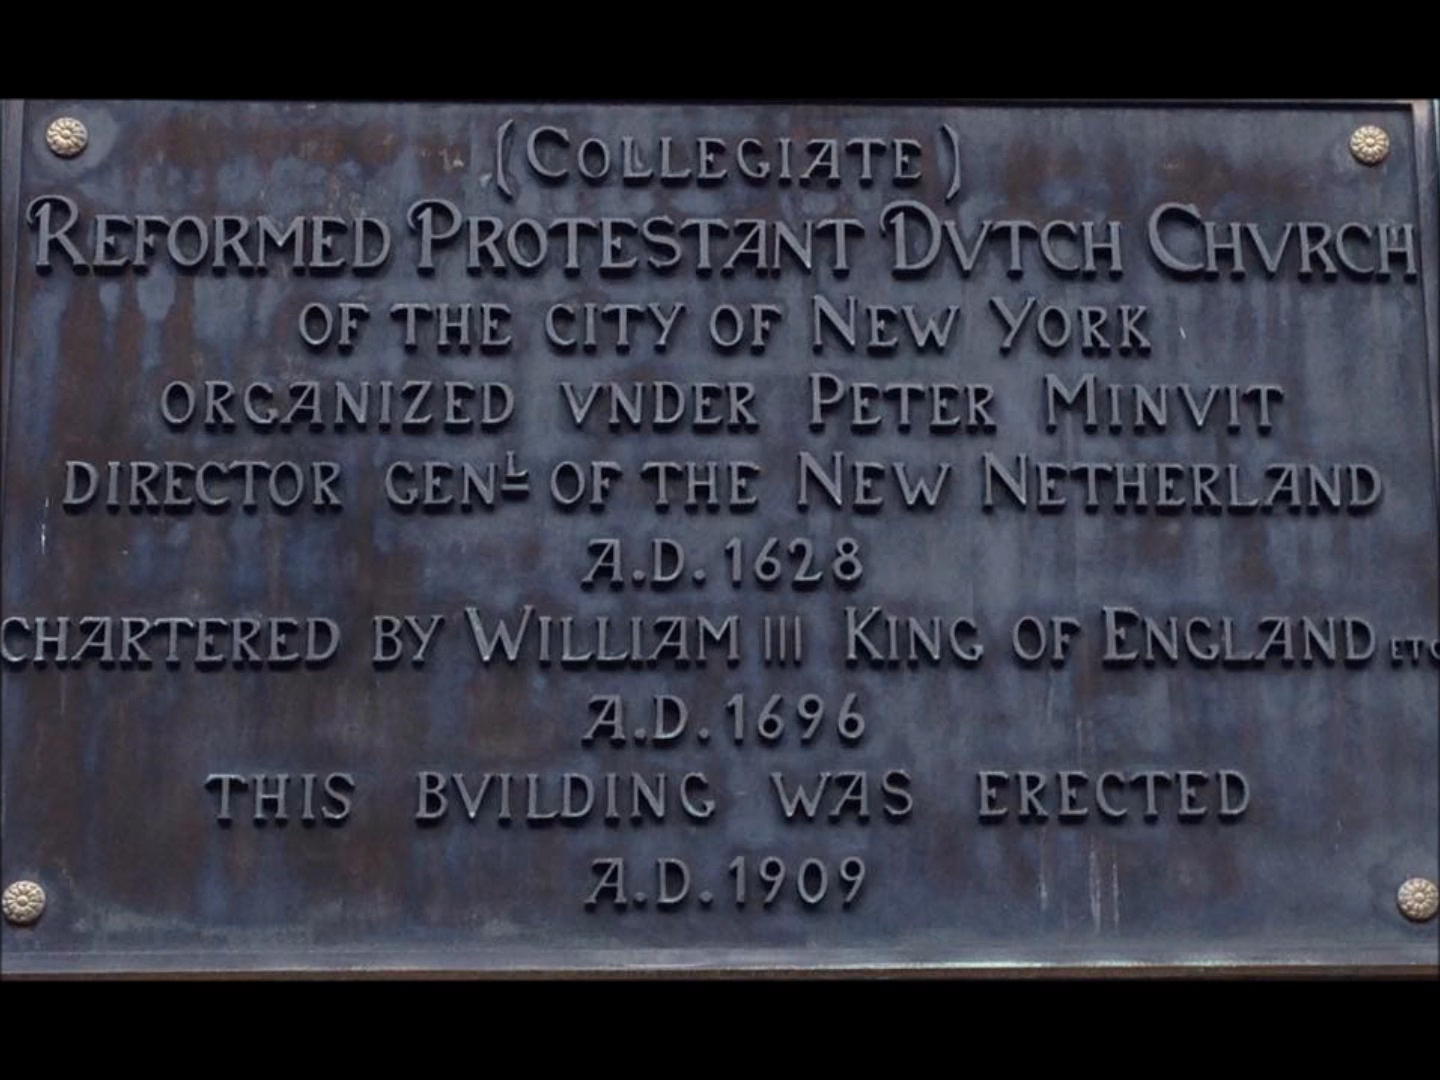 (COLLEGIATE)
REFORMED PROTESTANT DVTCH CHVRCH
OF THE CITY OF NEW YORK
ORGANIZED VNDER PETER MINVIT
DIRECTOR GENL OF THE NEW NETHERLAND
A.D. 1628
CHARTERED BY WILLIAM III KING OF ENGLAND ETC
A.D. 1696
THIS BVILDING WAS ERECTED
A.D. 1909